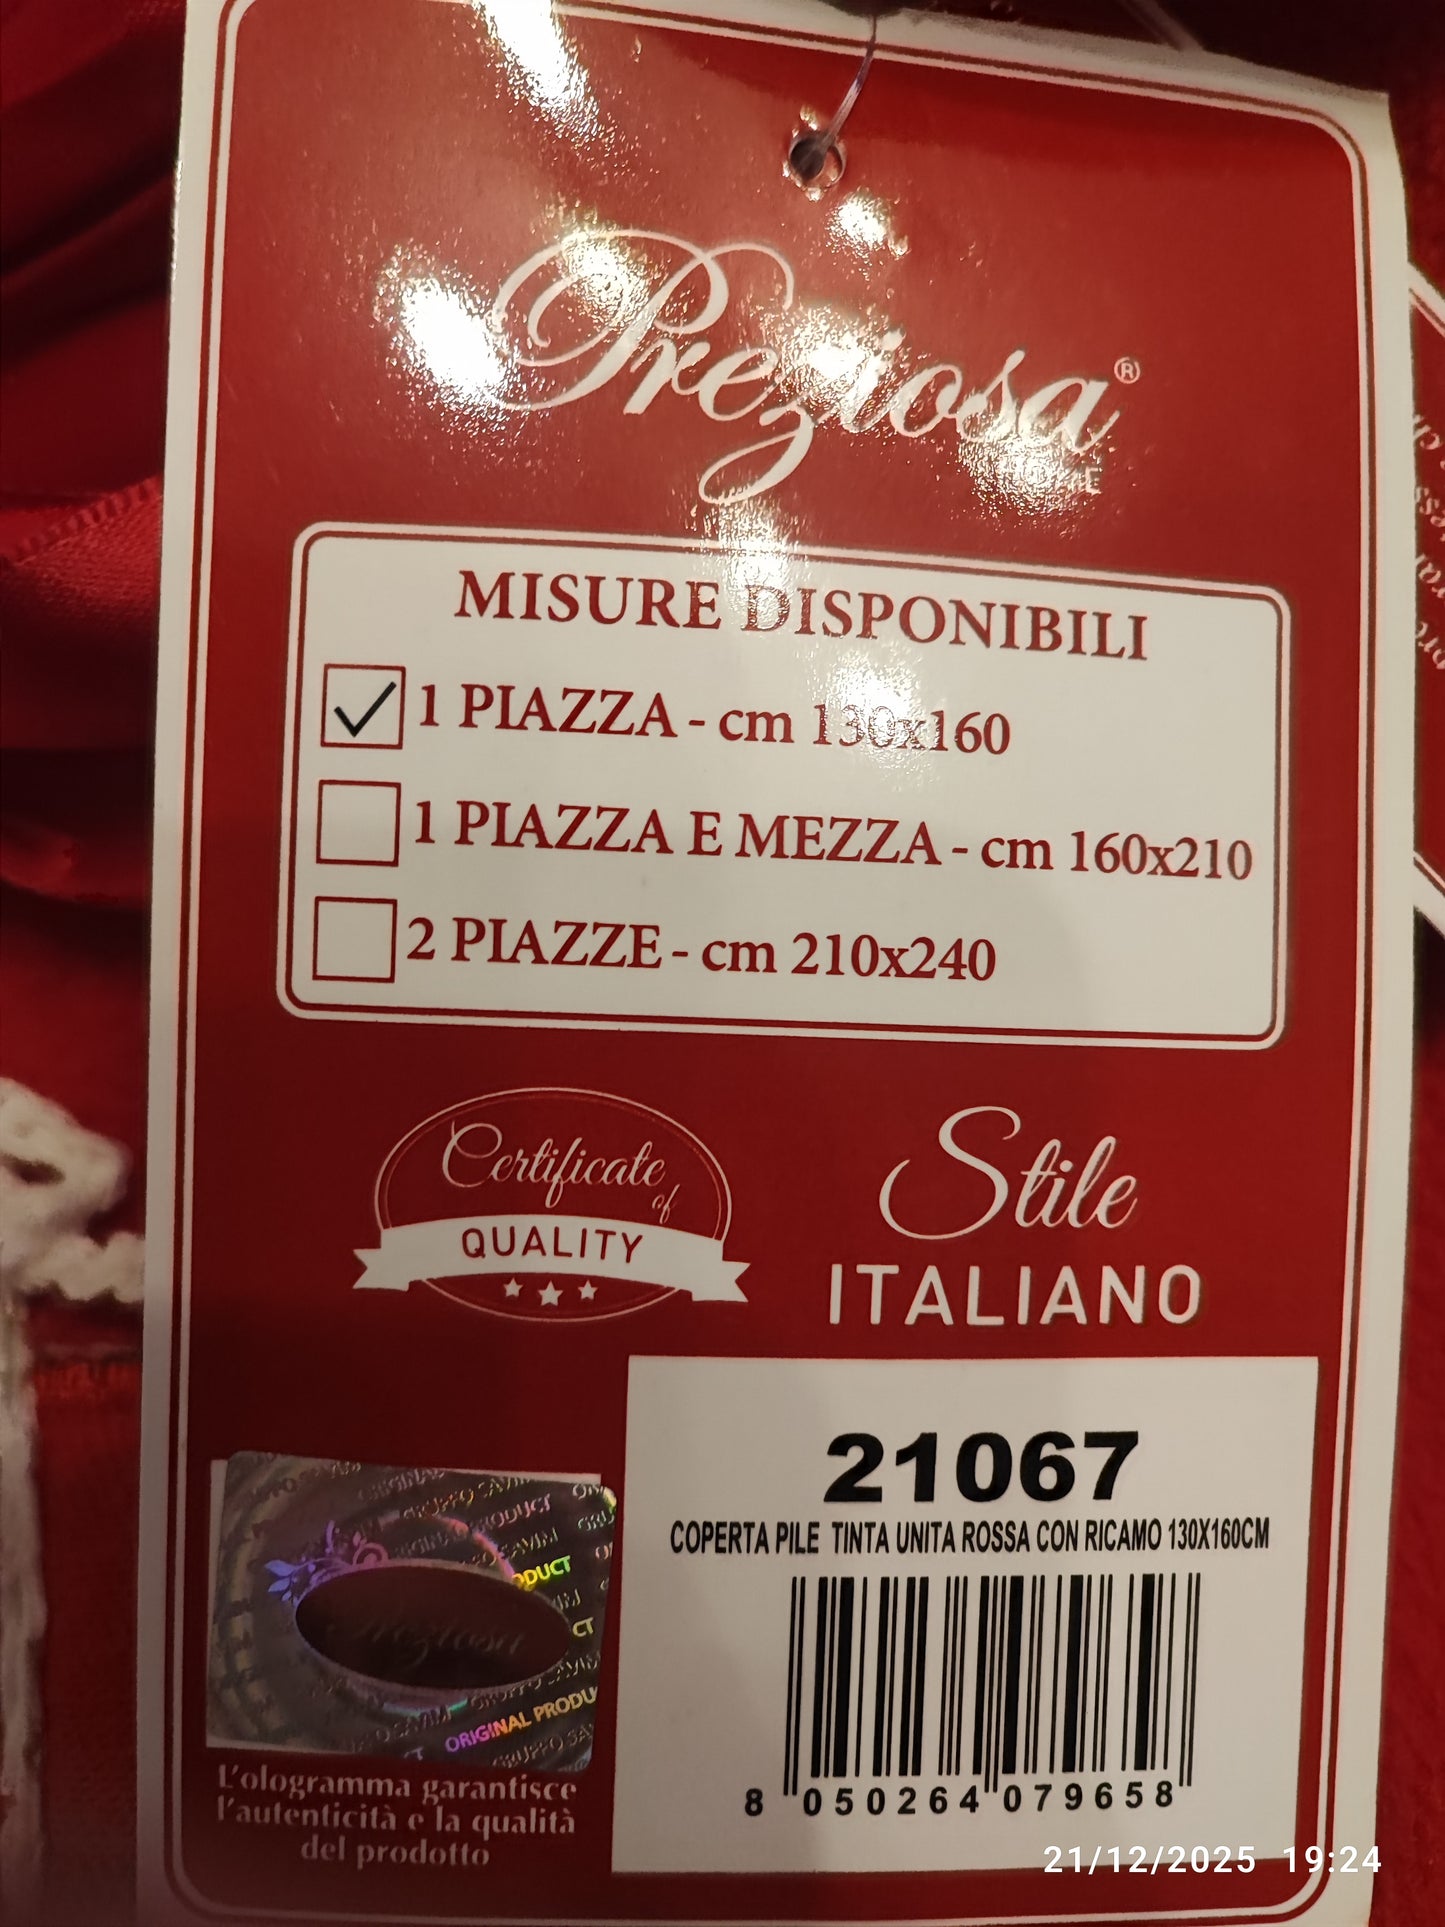 Preziosa®
MISURE DISPONIBILI
1 PIAZZA - cm 130x160
1 PIAZZA E MEZZA - cm 160x210
2 PIAZZE - cm 210x240
Certificate
of
QUALITY
Stile
ITALIANO
21067
COPERTA PILE TINTA UNITA ROSSA CON RICAMO 130X160CM
8 050264 079658
ORIGINAL PRODU
L'ologramma garantisce
l'autenticità e la qualità
del prodotto
21/12/2025 19:24